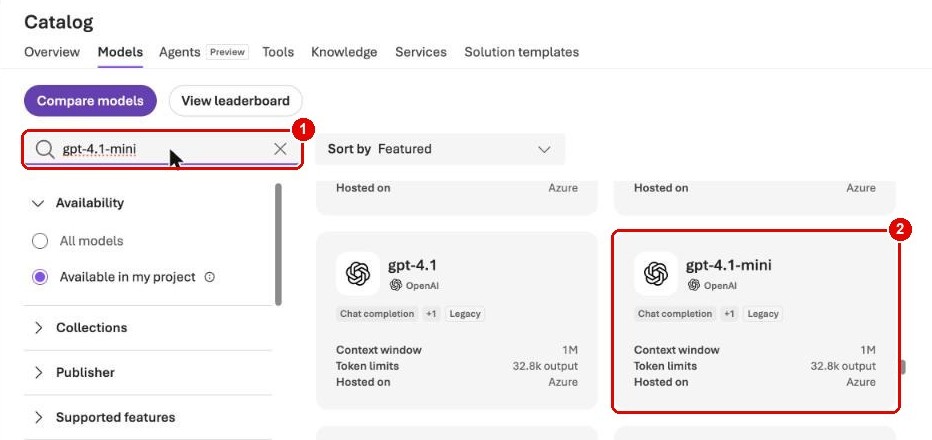 Catalog
Overview Models Agents Preview Tools Knowledge Services Solution templates
Compare models View leaderboard
1
gpt-4.1-mini
Sort by Featured
Availability
All models
Available in my project
Collections
Publisher
Supported features
Hosted on Azure
Hosted on Azure
gpt-4.1
OpenAI
Chat completion +1 Legacy
Context window 1M
Token limits 32.8k output
Hosted on Azure
2
gpt-4.1-mini
OpenAI
Chat completion +1 Legacy
Context window 1M
Token limits 32.8k output
Hosted on Azure